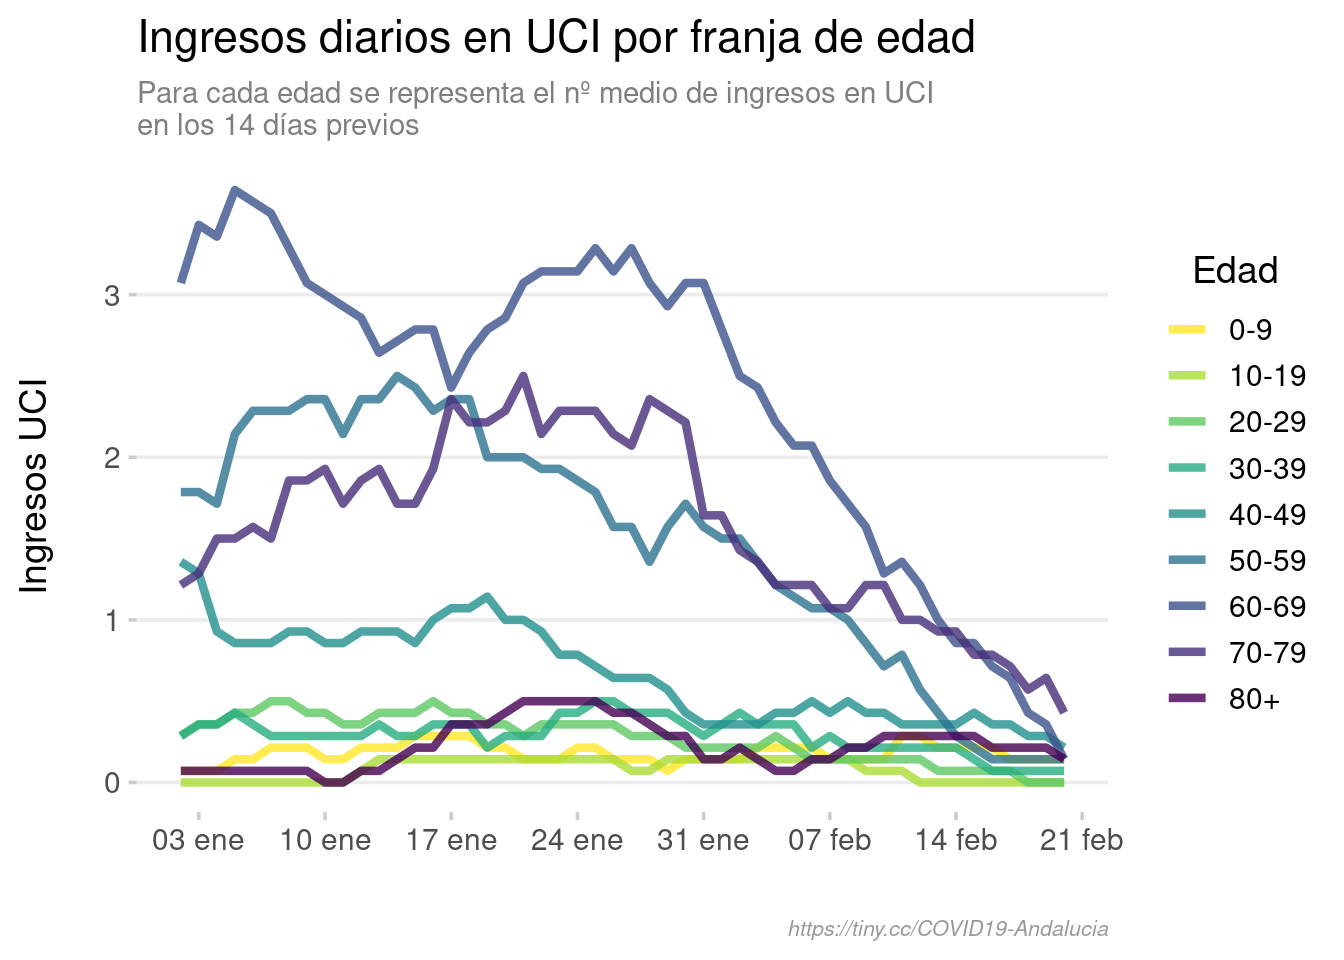 Ingresos diarios en UCI por franja de edad
Para cada edad se representa el nº medio de ingresos en UCI
en los 14 días previos
Ingresos UCI
3
2
1
0
03 ene
10 ene
17 ene
24 ene
31 ene
07 feb
14 feb
21 feb
Edad
0-9
10-19
20-29
30-39
40-49
50-59
60-69
70-79
80+
https://tiny.cc/COVID19-Andalucia